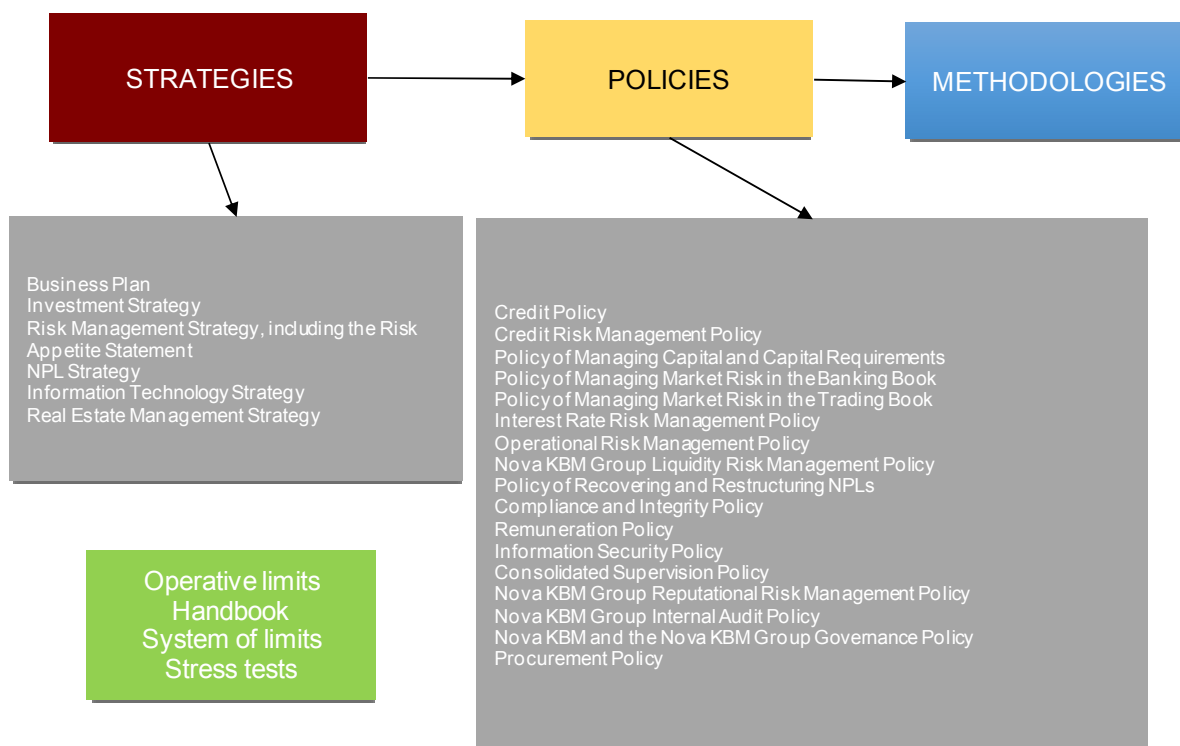 STRATEGIES
POLICIES
METHODOLOGIES
Business Plan
Investment Strategy
Risk Management Strategy, including the Risk
Appetite Statement
NPL Strategy
Information Technology Strategy
Real Estate Management Strategy
Credit Policy
Credit Risk Management Policy
Policy of Managing Capital and Capital Requirements
Policy of Managing Market Risk in the Banking Book
Policy of Managing Market Risk in the Trading Book
Interest Rate Risk Management Policy
Operational Risk Management Policy
Nova KBM Group Liquidity Risk Management Policy
Policy of Recovering and Restructuring NPLs
Compliance and Integrity Policy
Remuneration Policy
Information Security Policy
Consolidated Supervision Policy
Nova KBM Group Reputational Risk Management Policy
Nova KBM Group Internal Audit Policy
Nova KBM and the Nova KBM Group Governance Policy
Procurement Policy
Operative limits
Handbook
System of limits
Stress tests